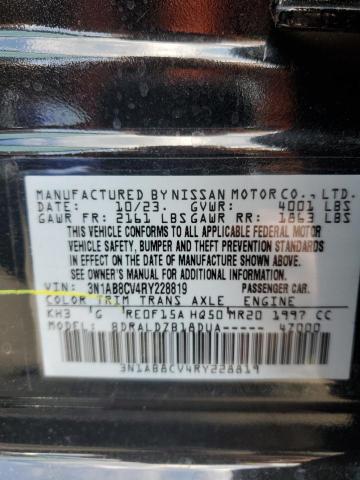 MANUFACTURED BY NISSAN MOTOR CO., LTD.
DATE: 10/23. GVWR: 4001 LBS
GAWR FR: 2161 LBS GAWR RR: 1863 LBS
THIS VEHICLE CONFORMS TO ALL APPLICABLE FEDERAL MOTOR
VEHICLE SAFETY, BUMPER AND THEFT PREVENTION STANDARDS
IN EFFECT ON THE DATE OF MANUFACTURE SHOWN ABOVE.
SEE OWNER'S MANUAL FOR ADDITIONAL INFORMATION.
VIN: 3N1AB8CV4RY228819 PASSENGER CAR.
COLOR TRIM TRANS AXLE ENGINE
KH3 G RE0F15A HQ50 MR20 1997 CC
MODEL: BDRALDZB18DUA----- 47000
3N1AB8CV4RY228819